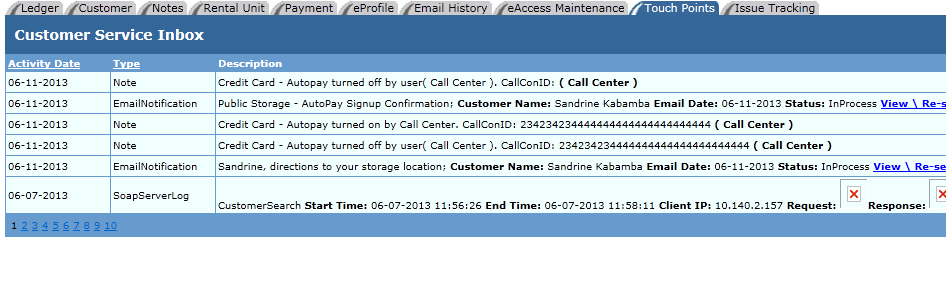 Ledger Customer Notes Rental Unit Payment eProfile Email History eAccess Maintenance Touch Points Issue Tracking
Customer Service Inbox
Activity Date Type Description
06-11-2013 Note Credit Card - Autopay turned off by user( Call Center ). CallConID: ( Call Center )
06-11-2013 EmailNotification Public Storage - AutoPay Signup Confirmation; Customer Name: Sandrine Kabamba Email Date: 06-11-2013 Status: InProcess View \ Re-s
06-11-2013 Note Credit Card - Autopay turned on by Call Center. CallConID: 23423423444444444444444444444444 ( Call Center )
06-11-2013 Note Credit Card - Autopay turned off by user( Call Center ). CallConID: 23423423444444444444444444444444 ( Call Center )
06-11-2013 EmailNotification Sandrine, directions to your storage location; Customer Name: Sandrine Kabamba Email Date: 06-11-2013 Status: InProcess View \ Re-s
06-07-2013 SoapServerLog CustomerSearch Start Time: 06-07-2013 11:56:26 End Time: 06-07-2013 11:58:11 Client IP: 10.140.2.157 Request: Response:
1 2 3 4 5 6 7 8 9 10